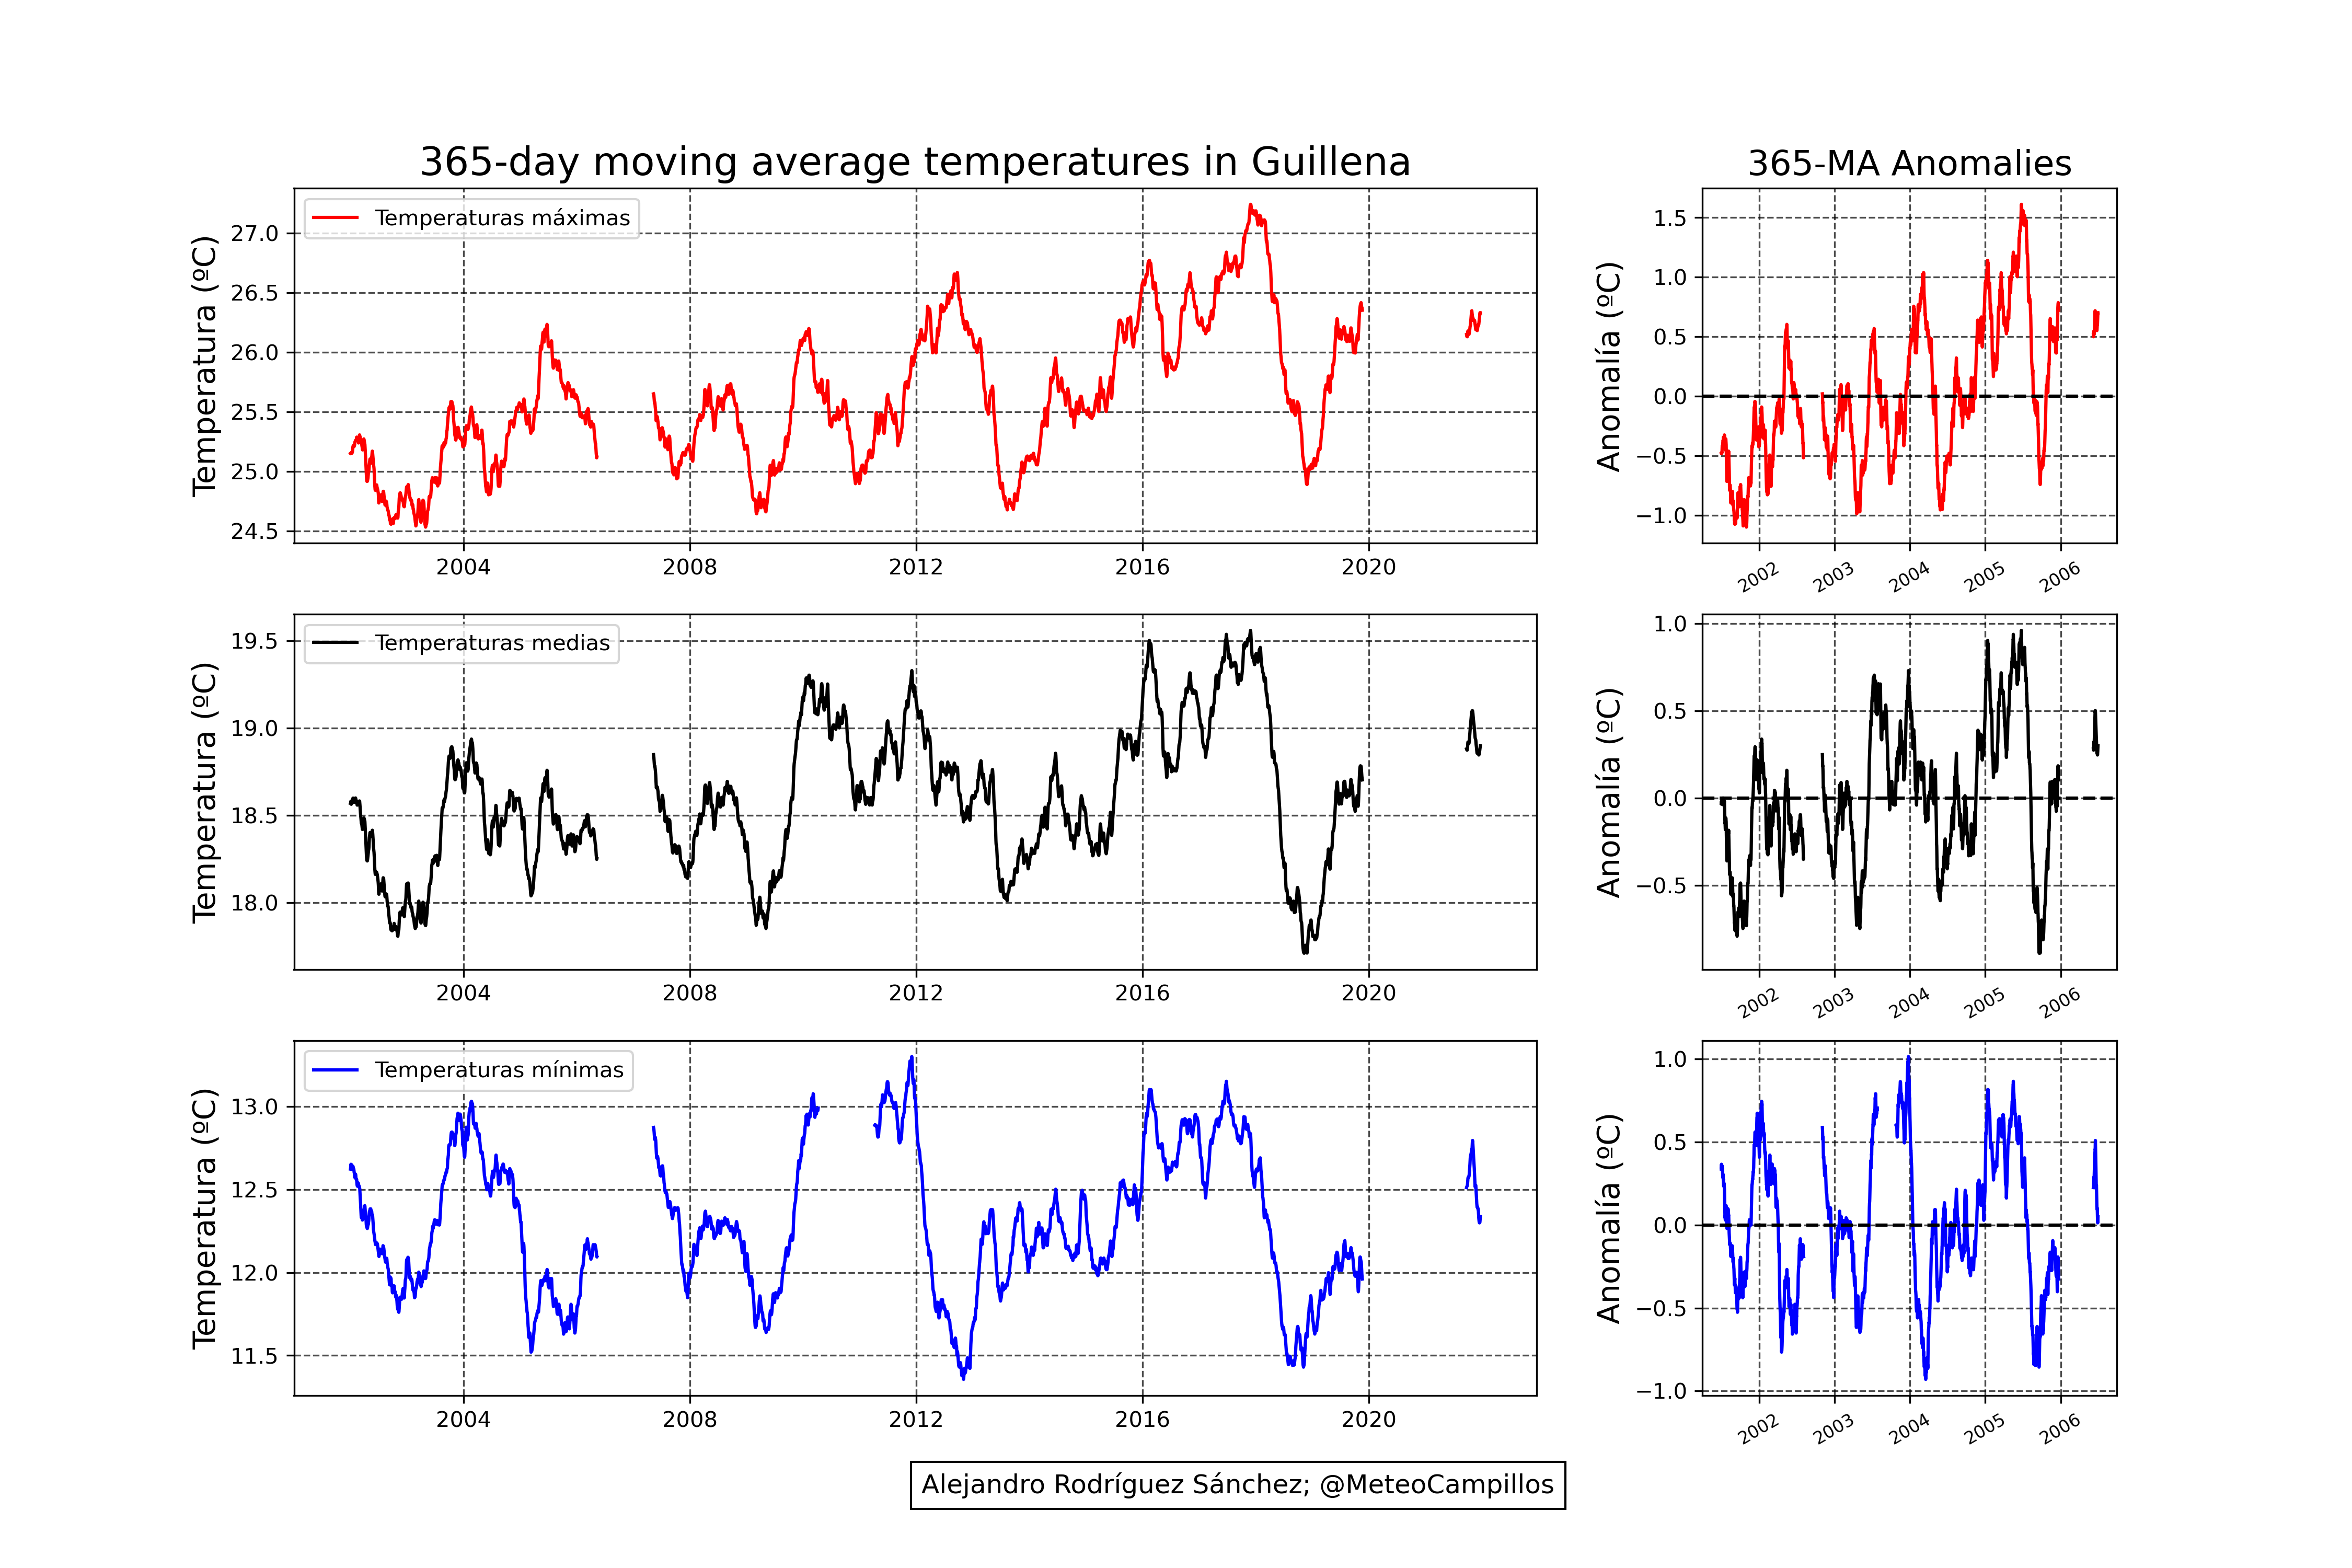 365-day moving average temperatures in Guillena
365-MA Anomalies
Temperaturas máximas
Temperatura (ºC)
27.0
26.5
26.0
25.5
25.0
24.5
2004 2008 2012 2016 2020
Anomalía (ºC)
1.5
1.0
0.5
0.0
−0.5
−1.0
2002 2003 2004 2005 2006
Temperaturas medias
Temperatura (ºC)
19.5
19.0
18.5
18.0
2004 2008 2012 2016 2020
Anomalía (ºC)
1.0
0.5
0.0
−0.5
2002 2003 2004 2005 2006
Temperaturas mínimas
Temperatura (ºC)
13.0
12.5
12.0
11.5
2004 2008 2012 2016 2020
Anomalía (ºC)
1.0
0.5
0.0
−0.5
−1.0
2002 2003 2004 2005 2006
Alejandro Rodríguez Sánchez; @MeteoCampillos